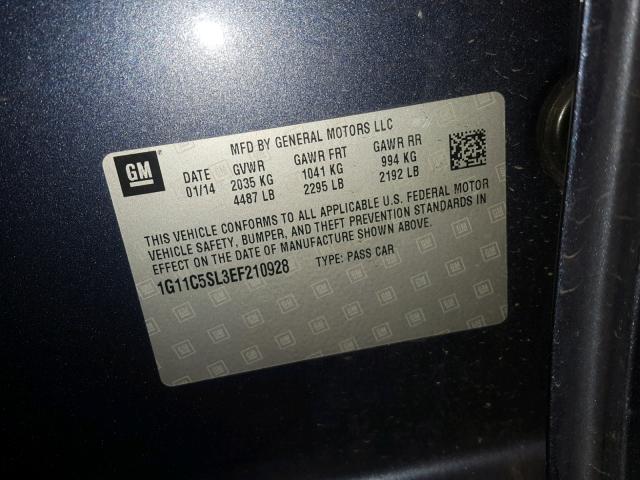 GM
MFD BY GENERAL MOTORS LLC
DATE GVWR GAWR FRT GAWR RR
01/14 2035 KG 1041 KG 994 KG
4487 LB 2295 LB 2192 LB
THIS VEHICLE CONFORMS TO ALL APPLICABLE U.S. FEDERAL MOTOR
VEHICLE SAFETY, BUMPER, AND THEFT PREVENTION STANDARDS IN
EFFECT ON THE DATE OF MANUFACTURE SHOWN ABOVE.
1G11C5SL3EF210928 TYPE: PASS CAR